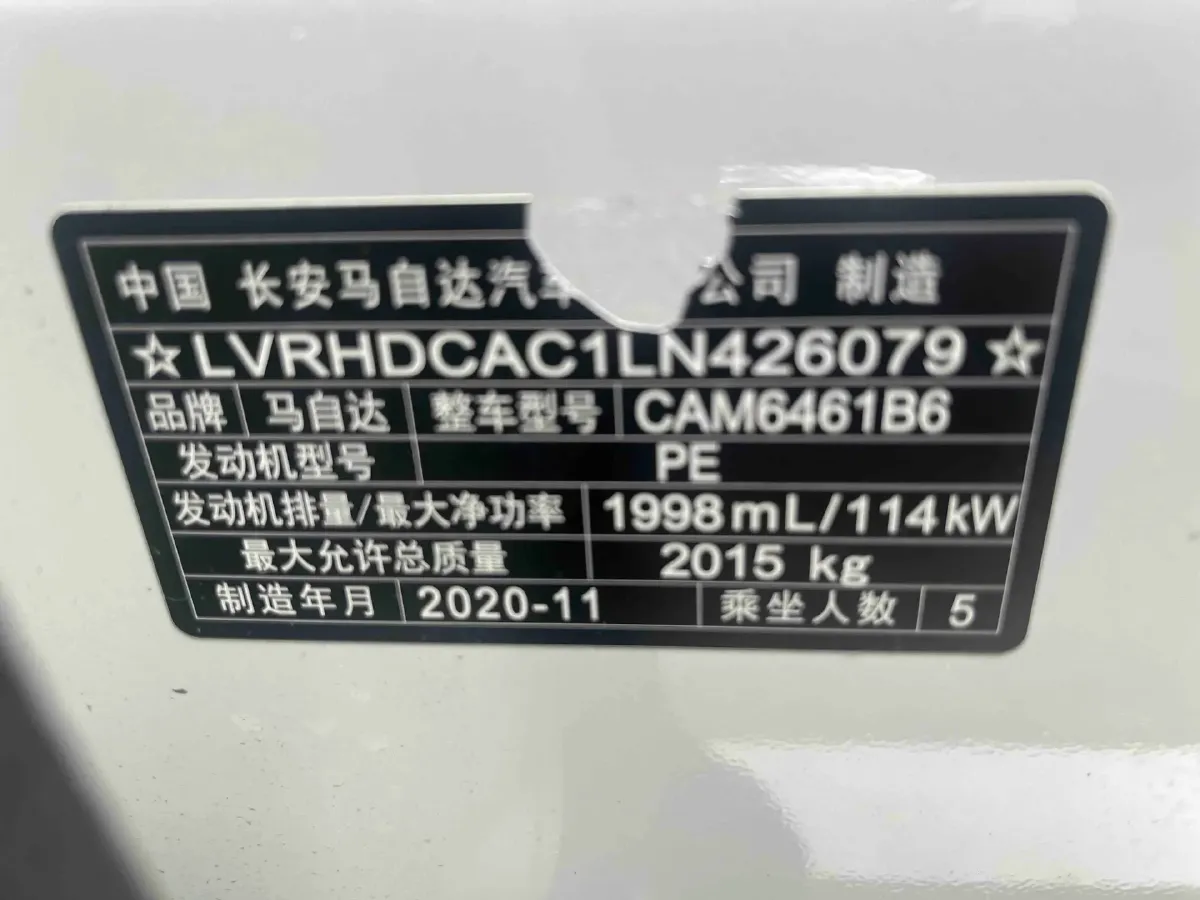 中国 长安马自达汽车 公司 制造
☆LVRHDCAC1LN426079☆
品牌 马自达 整车型号 CAM6461B6
发动机型号 PE
发动机排量/最大净功率 1998mL/114kW
最大允许总质量 2015 kg
制造年月 2020-11 乘坐人数 5